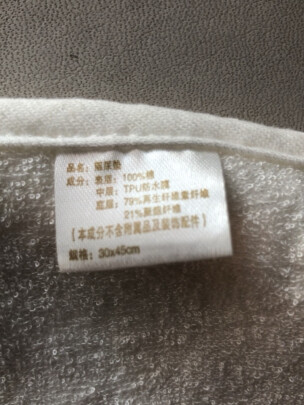 品名：隔尿垫
成分：表层：100%棉
中层：TPU防水膜
底层：79%再生纤维素纤维
21%聚酯纤维
（本成分不含附属品及装饰配件）
规格：30x45cm